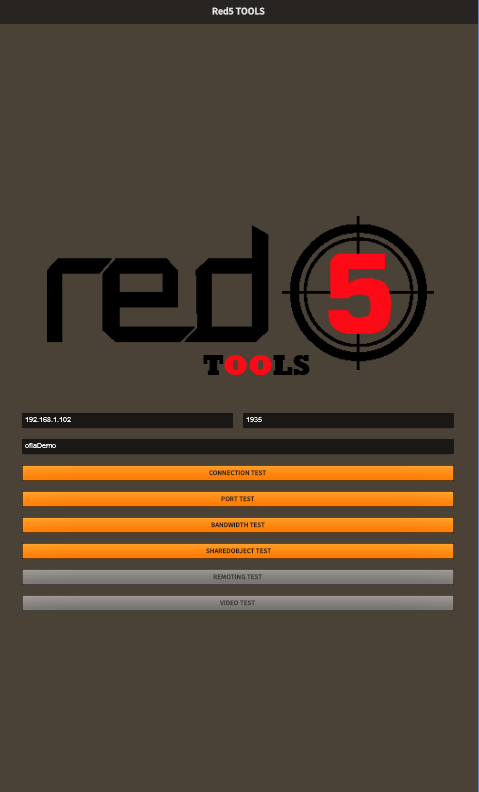 Red5 TOOLS
red 5
TOOLS
192.168.1.102 1935
oflaDemo
CONNECTION TEST
PORT TEST
BANDWIDTH TEST
SHAREDOBJECT TEST
REMOTING TEST
VIDEO TEST